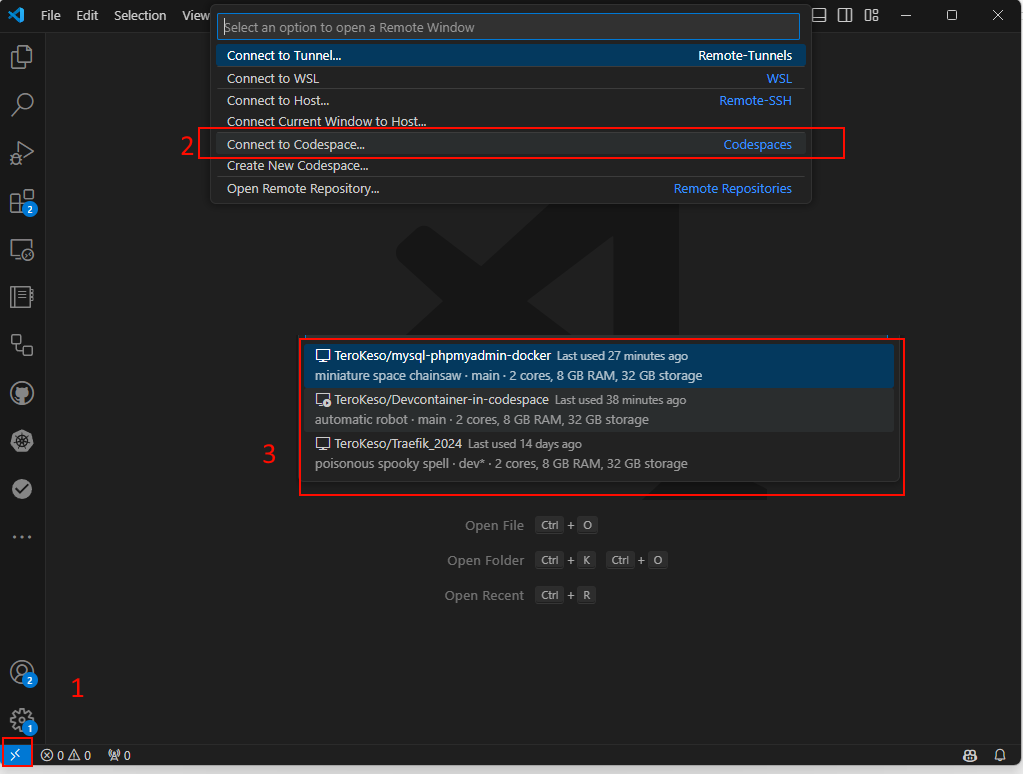 File Edit Selection View
Select an option to open a Remote Window
Connect to Tunnel... Remote-Tunnels
Connect to WSL WSL
Connect to Host... Remote-SSH
Connect Current Window to Host...
2 Connect to Codespace... Codespaces
Create New Codespace...
Open Remote Repository... Remote Repositories
2
TeroKeso/mysql-phpmyadmin-docker Last used 27 minutes ago
miniature space chainsaw · main · 2 cores, 8 GB RAM, 32 GB storage
TeroKeso/Devcontainer-in-codespace Last used 38 minutes ago
automatic robot · main · 2 cores, 8 GB RAM, 32 GB storage
TeroKeso/Traefik_2024 Last used 14 days ago
3
poisonous spooky spell · dev* · 2 cores, 8 GB RAM, 32 GB storage
Open File Ctrl + O
Open Folder Ctrl + K Ctrl + O
Open Recent Ctrl + R
2
1
1
0 0 0